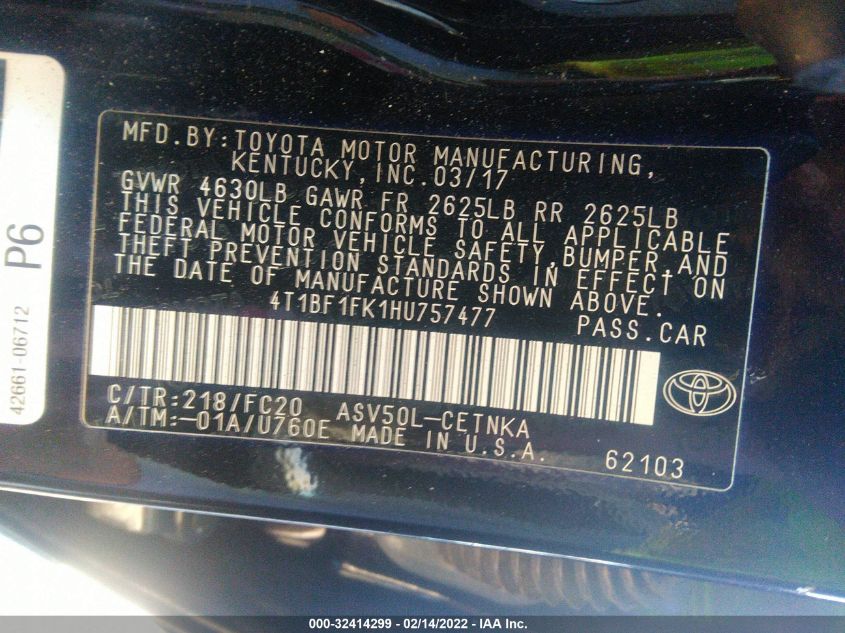 MFD.BY:TOYOTA MOTOR MANUFACTURING,
KENTUCKY,INC.03/17
GVWR 4630LB GAWR FR 2625LB RR 2625LB
THIS VEHICLE CONFORMS TO ALL APPLICABLE
FEDERAL MOTOR VEHICLE SAFETY,BUMPER,AND
THEFT PREVENTION STANDARDS IN EFFECT ON
THE DATE OF MANUFACTURE SHOWN ABOVE.
4T1BF1FK1HU757477 PASS.CAR
C/TR:218/FC20 ASV50L-CETNKA
A/TM:-01A/U760E MADE IN U.S.A.
62103
P6
42661-06712
000-32414299 - 02/14/2022 - IAA Inc.